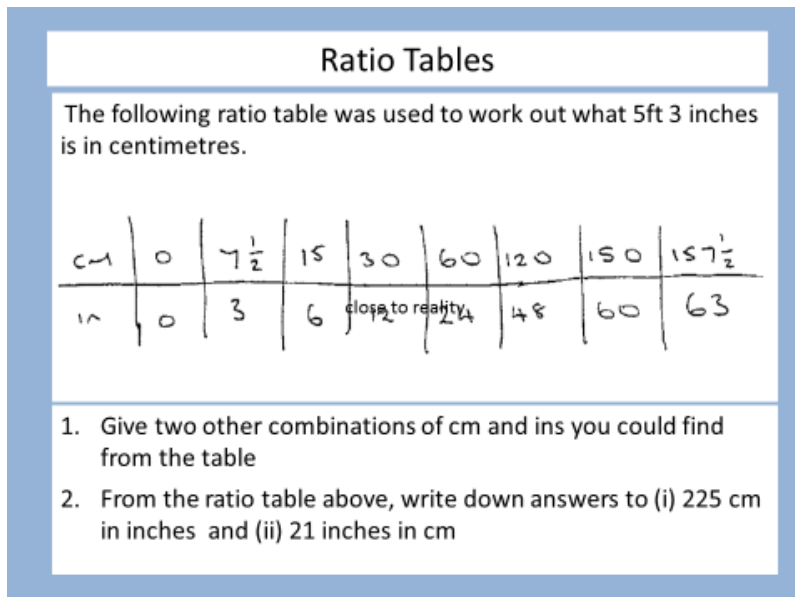 Ratio Tables
The following ratio table was used to work out what 5ft 3 inches
is in centimetres.
cm 0 7½ 15 30 60 120 150 157½
in 0 3 6 12 24 48 60 63
close to reality
1. Give two other combinations of cm and ins you could find
from the table
2. From the ratio table above, write down answers to (i) 225 cm
in inches and (ii) 21 inches in cm